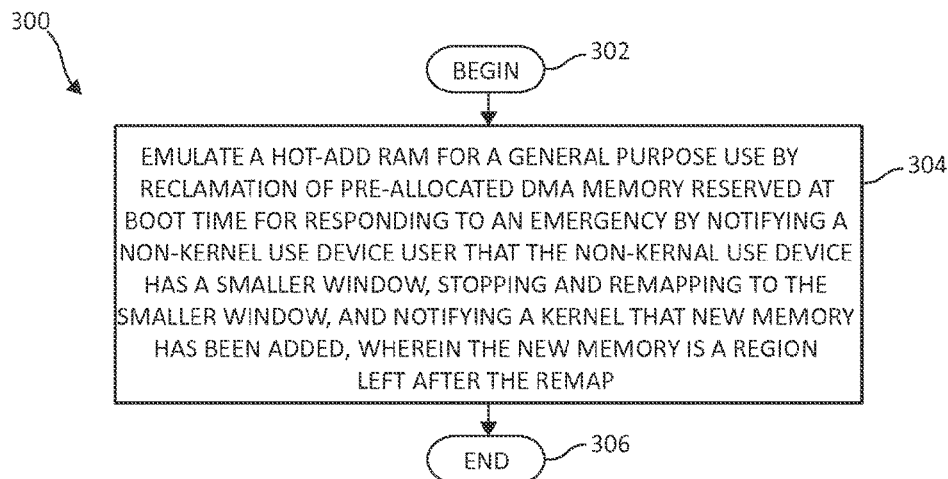 300
BEGIN
302
EMULATE A HOT-ADD RAM FOR A GENERAL PURPOSE USE BY
RECLAMATION OF PRE-ALLOCATED DMA MEMORY RESERVED AT
BOOT TIME FOR RESPONDING TO AN EMERGENCY BY NOTIFYING A
NON-KERNEL USE DEVICE USER THAT THE NON-KERNAL USE DEVICE
HAS A SMALLER WINDOW, STOPPING AND REMAPPING TO THE
SMALLER WINDOW, AND NOTIFYING A KERNEL THAT NEW MEMORY
HAS BEEN ADDED, WHEREIN THE NEW MEMORY IS A REGION
LEFT AFTER THE REMAP
304
END
306